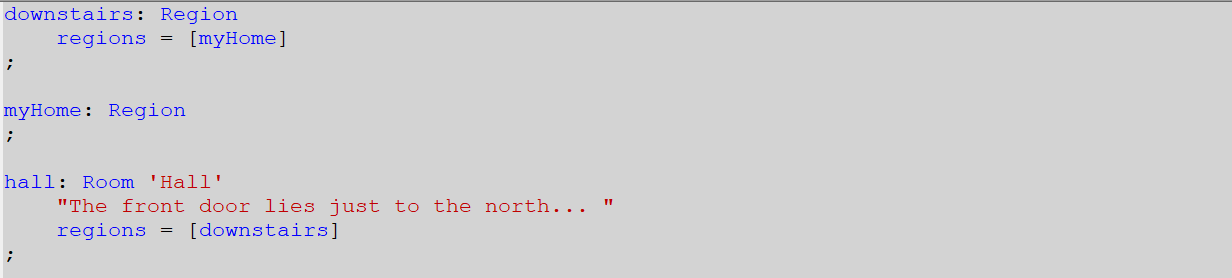 downstairs: Region
    regions = [myHome]
;

myHome: Region
;

hall: Room 'Hall'
    "The front door lies just to the north... "
    regions = [downstairs]
;